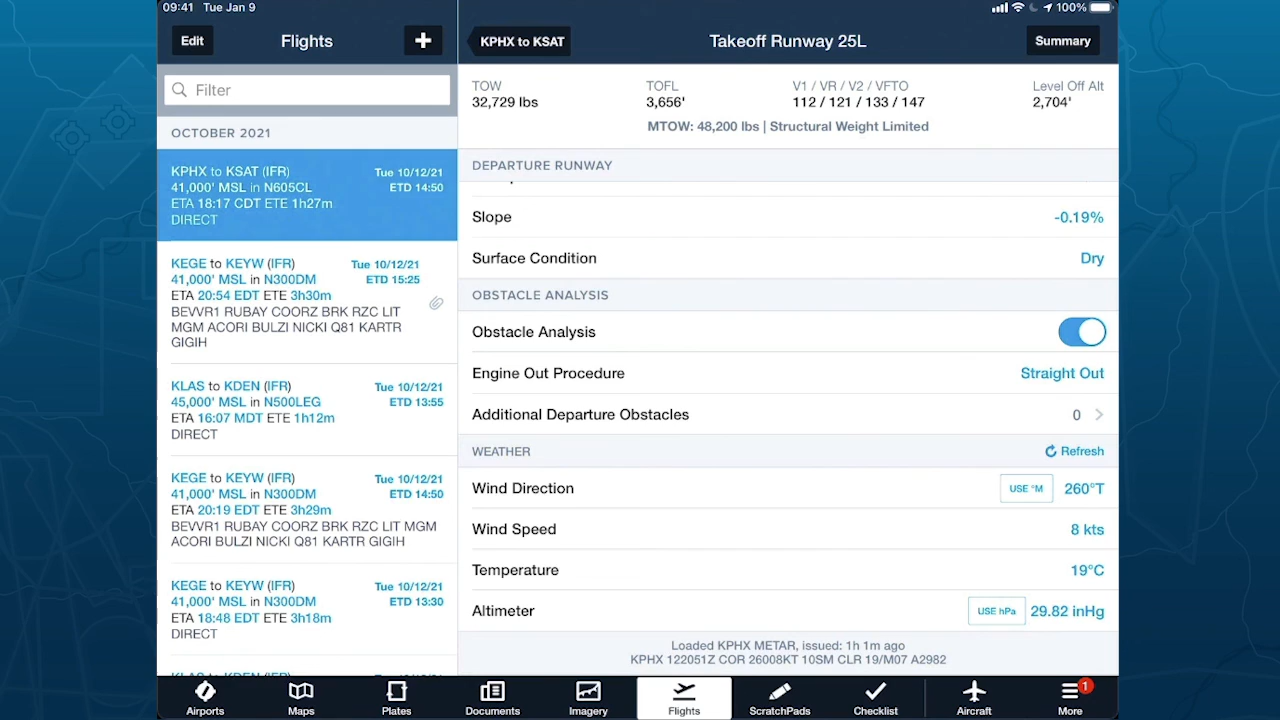 09:41 Tue Jan 9
100%
Edit
Flights
+
KPHX to KSAT
Takeoff Runway 25L
Summary
Filter
OCTOBER 2021
KPHX to KSAT (IFR)
Tue 10/12/21
41,000' MSL in N605CL
ETD 14:50
ETA 18:17 CDT ETE 1h27m
DIRECT
KEGE to KEYW (IFR)
Tue 10/12/21
41,000' MSL in N300DM
ETD 15:25
ETA 20:54 EDT ETE 3h30m
BEVVR1 RUBAY COORZ BRK RZC LIT
MGM ACORI BULZI NICKI Q81 KARTR
GIGIH
KLAS to KDEN (IFR)
Tue 10/12/21
45,000' MSL in N500LEG
ETD 13:55
ETA 16:07 MDT ETE 1h12m
DIRECT
KEGE to KEYW (IFR)
Tue 10/12/21
41,000' MSL in N300DM
ETD 14:50
ETA 20:19 EDT ETE 3h29m
BEVVR1 RUBAY COORZ BRK RZC LIT MGM
ACORI BULZI NICKI Q81 KARTR GIGIH
KEGE to KEYW (IFR)
Tue 10/12/21
41,000' MSL in N300DM
ETD 13:30
ETA 18:48 EDT ETE 3h18m
DIRECT
TOW
TOFL
V1 / VR / V2 / VFTO
Level Off Alt
32,729 lbs
3,656'
112 / 121 / 133 / 147
2,704'
MTOW: 48,200 lbs | Structural Weight Limited
DEPARTURE RUNWAY
Slope
-0.19%
Surface Condition
Dry
OBSTACLE ANALYSIS
Obstacle Analysis
Engine Out Procedure
Straight Out
Additional Departure Obstacles
0
WEATHER
Refresh
Wind Direction
USE °M
260°T
Wind Speed
8 kts
Temperature
19°C
Altimeter
USE hPa
29.82 inHg
Loaded KPHX METAR, issued: 1h 1m ago
KPHX 122051Z COR 26008KT 10SM CLR 19/M07 A2982
Airports
Maps
Plates
Documents
Imagery
Flights
ScratchPads
Checklist
Aircraft
More
1